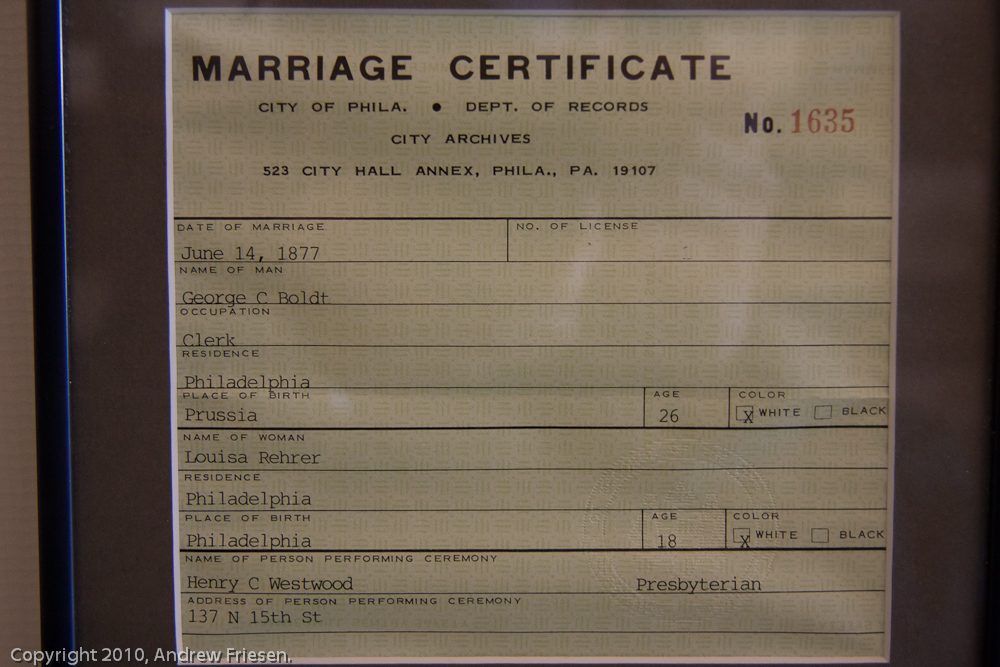 MARRIAGE CERTIFICATE
CITY OF PHILA. • DEPT. OF RECORDS
CITY ARCHIVES
No. 1635
523 CITY HALL ANNEX, PHILA., PA. 19107
DATE OF MARRIAGE NO. OF LICENSE
June 14, 1877
NAME OF MAN
George C Boldt
OCCUPATION
Clerk
RESIDENCE
Philadelphia
PLACE OF BIRTH AGE COLOR
Prussia 26 X WHITE BLACK
NAME OF WOMAN
Louisa Rehrer
RESIDENCE
Philadelphia
PLACE OF BIRTH AGE COLOR
Philadelphia 18 X WHITE BLACK
NAME OF PERSON PERFORMING CEREMONY
Henry C Westwood Presbyterian
ADDRESS OF PERSON PERFORMING CEREMONY
137 N 15th St
Copyright 2010, Andrew Friesen.